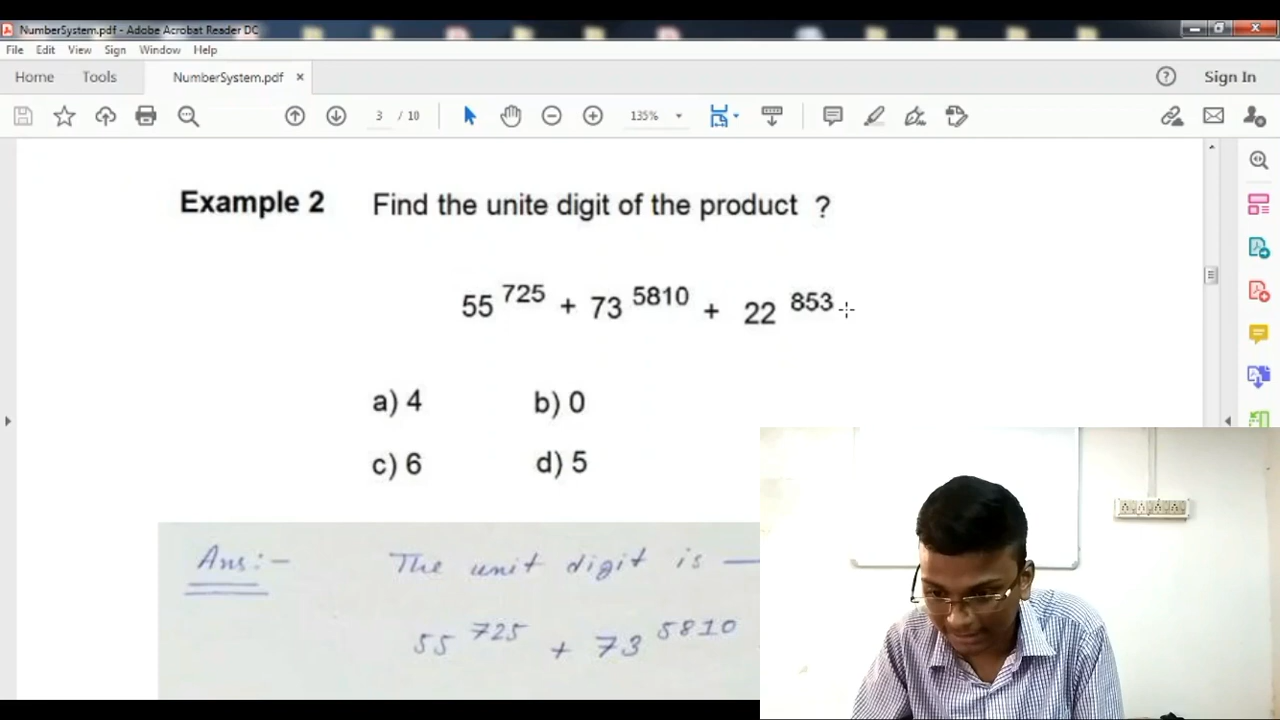 NumberSystem.pdf - Adobe Acrobat Reader DC
File Edit View Sign Window Help
Home Tools NumberSystem.pdf × Sign In
3 / 10 135%
Example 2 Find the unite digit of the product ?
55 725 + 73 5810 + 22 853
a) 4 b) 0
c) 6 d) 5
Ans:- The unit digit is —
55 725 + 73 5810